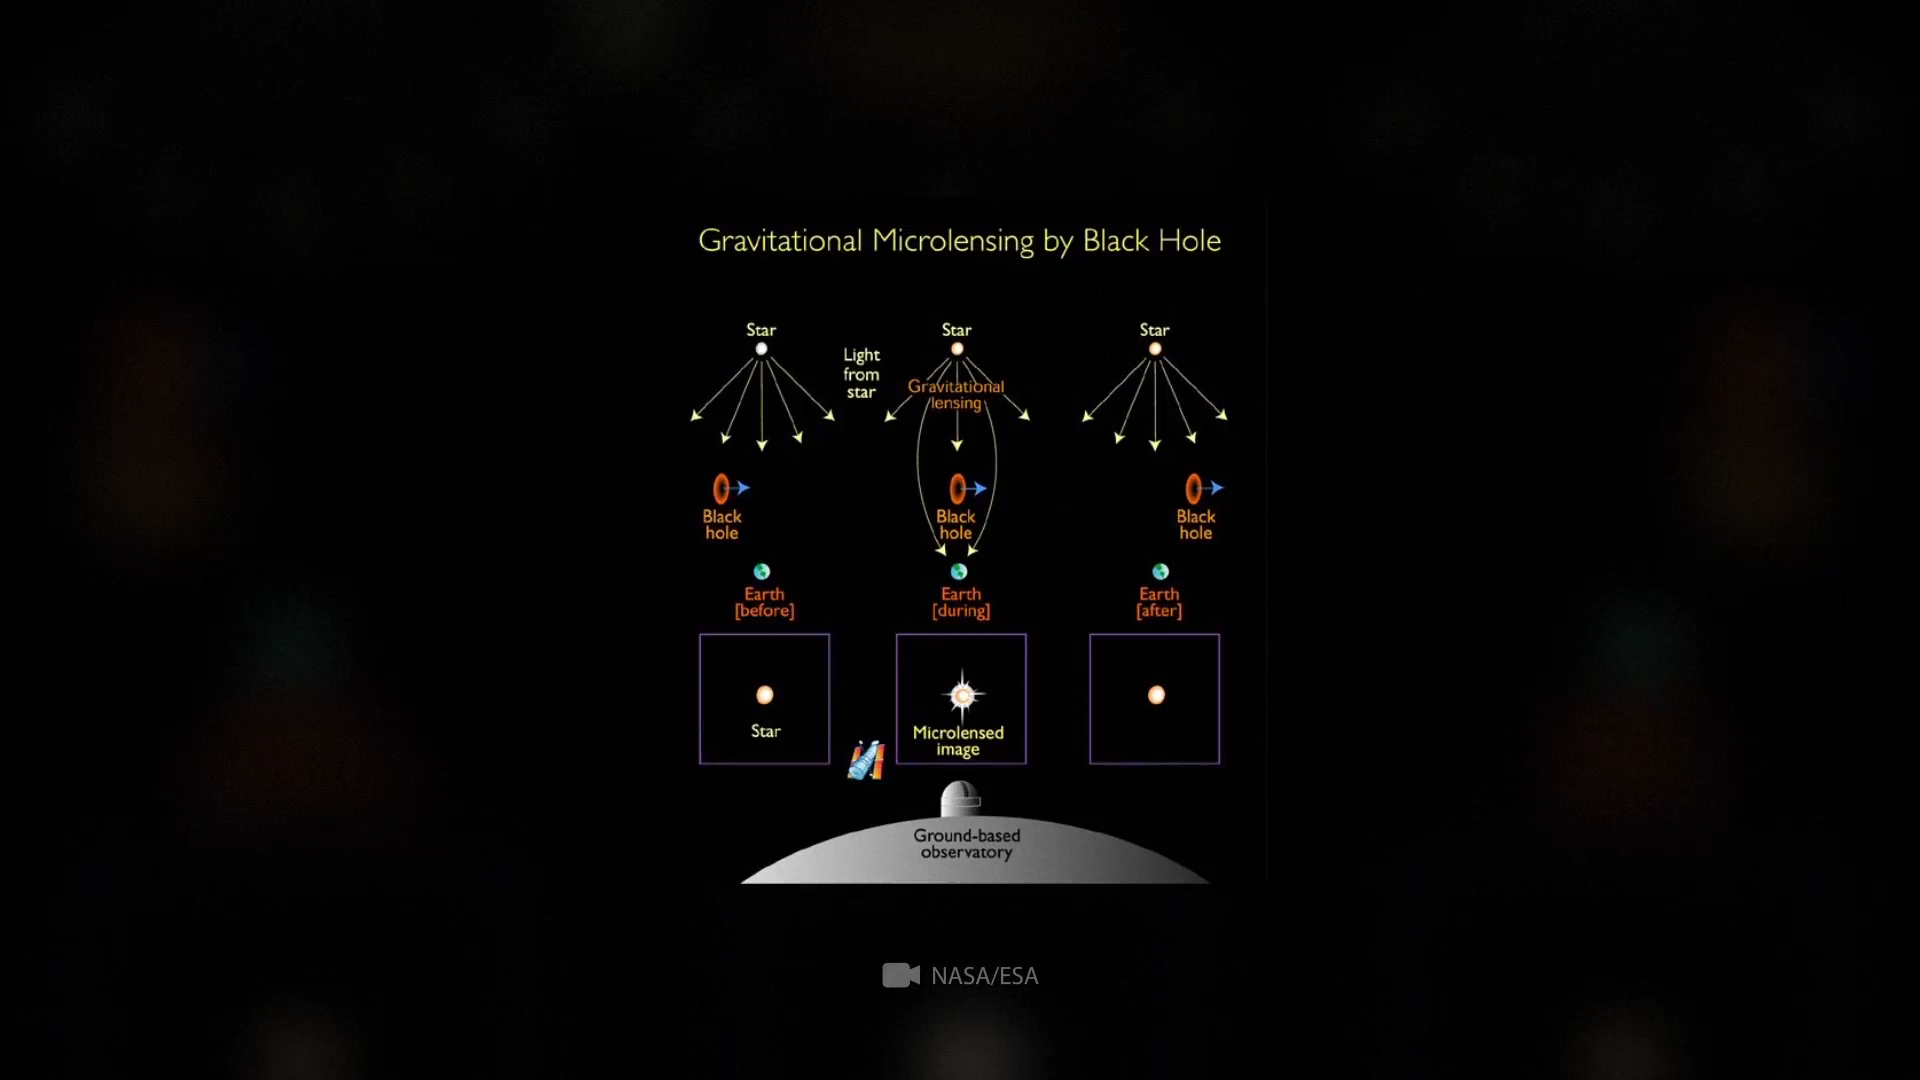 Gravitational Microlensing by Black Hole
Star
Star
Star
Light
from
star
Gravitational
lensing
Black
hole
Black
hole
Black
hole
Earth
[before]
Earth
[during]
Earth
[after]
Star
Microlensed
image
Ground-based
observatory
NASA/ESA